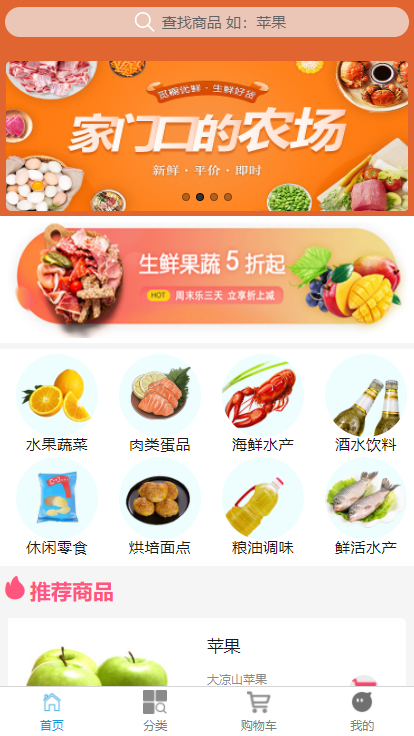 查找商品 如：苹果
觅糖优鲜·生鲜好货
家门口的农场
新鲜·平价·即时
生鲜果蔬5折起
HOT 周末乐三天 立享折上减
水果蔬菜 肉类蛋品 海鲜水产 酒水饮料
休闲零食 烘培面点 粮油调味 鲜活水产
推荐商品
苹果
大凉山苹果
首页 分类 购物车 我的